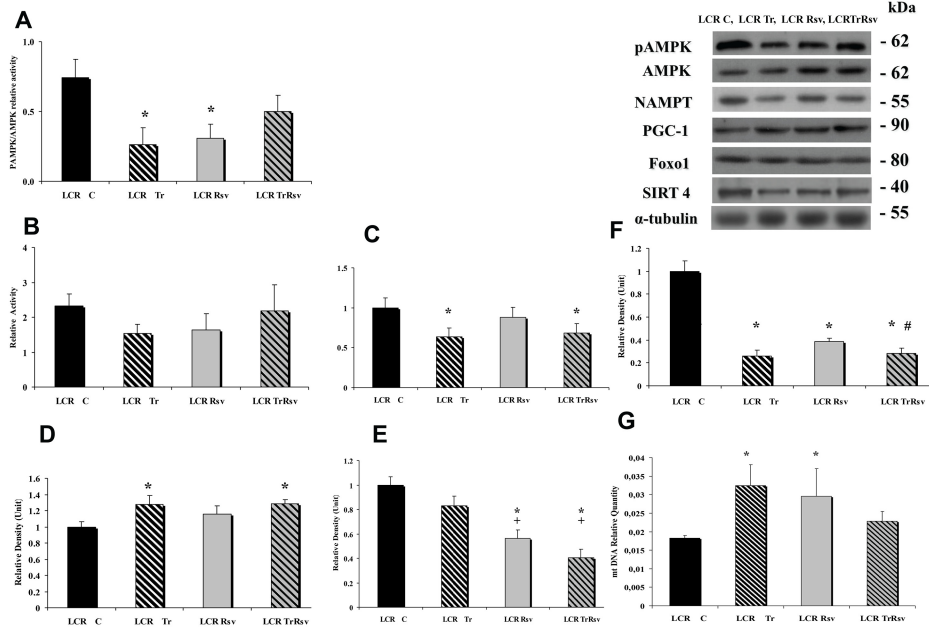 A
PAMPK/AMPK relative activity
1.0
0.5
0.0
*
*
LCR C
LCR Tr
LCR Rsv
LCR TrRsv
LCR C, LCR Tr, LCR Rsv, LCRTrRsv
kDa
pAMPK - 62
AMPK - 62
NAMPT - 55
PGC-1 - 90
Foxo1 - 80
SIRT 4 - 40
α-tubulin - 55
B
Relative Activity
4
3
2
1
0
LCR C
LCR Tr
LCR Rsv
LCR TrRsv
C
1.5
1
0.5
0
*
*
LCR C
LCR Tr
LCR Rsv
LCR TrRsv
F
Relative Density (Unit)
1.2
1
0.8
0.6
0.4
0.2
0
*
*
* #
LCR C
LCR Tr
LCR Rsv
LCR TrRsv
D
Relative Density (Unit)
1.6
1.4
1.2
1
0.8
0.6
0.4
0.2
0
*
*
LCR C
LCR Tr
LCR Rsv
LCR TrRsv
E
Relative Density (Unit)
1.2
1
0.8
0.6
0.4
0.2
0
*
+
*
+
LCR C
LCR Tr
LCR Rsv
LCR TrRsv
G
mt DNA Relative Quantity
0,04
0,03
0,03
0,02
0,02
0,01
0,01
0,00
*
*
LCR C
LCR Tr
LCR Rsv
LCR TrRsv